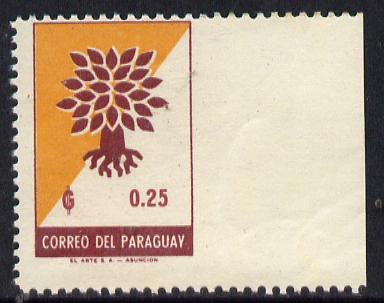 ₲ 0.25
CORREO DEL PARAGUAY
EL ARTE S. A. — ASUNCION